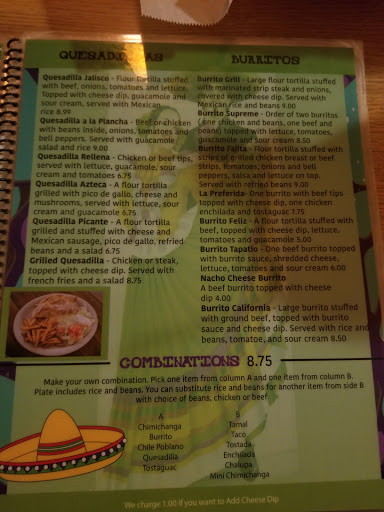 QUESADILLAS
Quesadilla Jalisco - Flour tortilla stuffed
with beef, onions, tomatoes and lettuce,
topped with cheese dip, guacamole and
sour cream, served with Mexican
rice 8.99
Quesadilla a la Plancha - Beef or chicken
with beans inside, onions, tomatoes and
bell peppers. Served with guacamole
salad and rice 9.00
Quesadilla Rellena - Chicken or beef tips,
served with lettuce, guacamole, sour
cream and tomatoes 6.75
Quesadilla Azteca - A flour tortilla
grilled with pico de gallo, cheese and
mushrooms, served with lettuce, sour
cream and guacamole 6.75
Quesadilla Picante - A flour tortilla
grilled and stuffed with cheese and
Mexican sausage, pico de gallo, refried
beans and a salad 6.75
Grilled Quesadilla - Chicken or steak,
topped with cheese dip. Served with
french fries and a salad 8.75
BURRITOS
Burrito Grill - Large flour tortilla stuffed
with marinated strip steak and onions,
covered with cheese dip. Served with
Mexican rice and beans 9.00
Burrito Supreme - Order of two burritos
( one chicken and beans, one beef and
beans) topped with lettuce, tomatoes,
guacamole and sour cream 8.50
Burrito Fajita - Flour tortilla stuffed with
strips of grilled chicken breast or beef
strips, tomatoes, onions and bell
peppers, salsa and lettuce on top.
Served with refried beans 9.00
La Preferida - One burrito with beef tips
topped with cheese dip, one chicken
enchilada and tostaguac 7.75
Burrito Feliz - A flour tortilla stuffed with
beef, topped with cheese dip, lettuce,
tomatoes and guacamole 5.00
Burrito Tapatio - One beef burrito topped
with burrito sauce, shredded cheese,
lettuce, tomatoes and sour cream 6.00
Nacho Cheese Burrito
A beef burrito topped with cheese
dip 4.00
Burrito California - Large burrito stuffed
with ground beef, topped with burrito
sauce and cheese dip. Served with rice and
beans, tomatoes, and sour cream 8.50
COMBINATIONS 8.75
Make your own combination. Pick one item from column A and one item from column B.
Plate includes rice and beans. You can substitute rice and beans for another item from side B
with choice of beans, chicken or beef
A
Chimichanga
Burrito
Chile Poblano
Quesadilla
Tostaguac
B
Tamal
Taco
Tostada
Enchilada
Chalupa
Mini Chimichanga
We charge 1.00 if you want to Add Cheese Dip